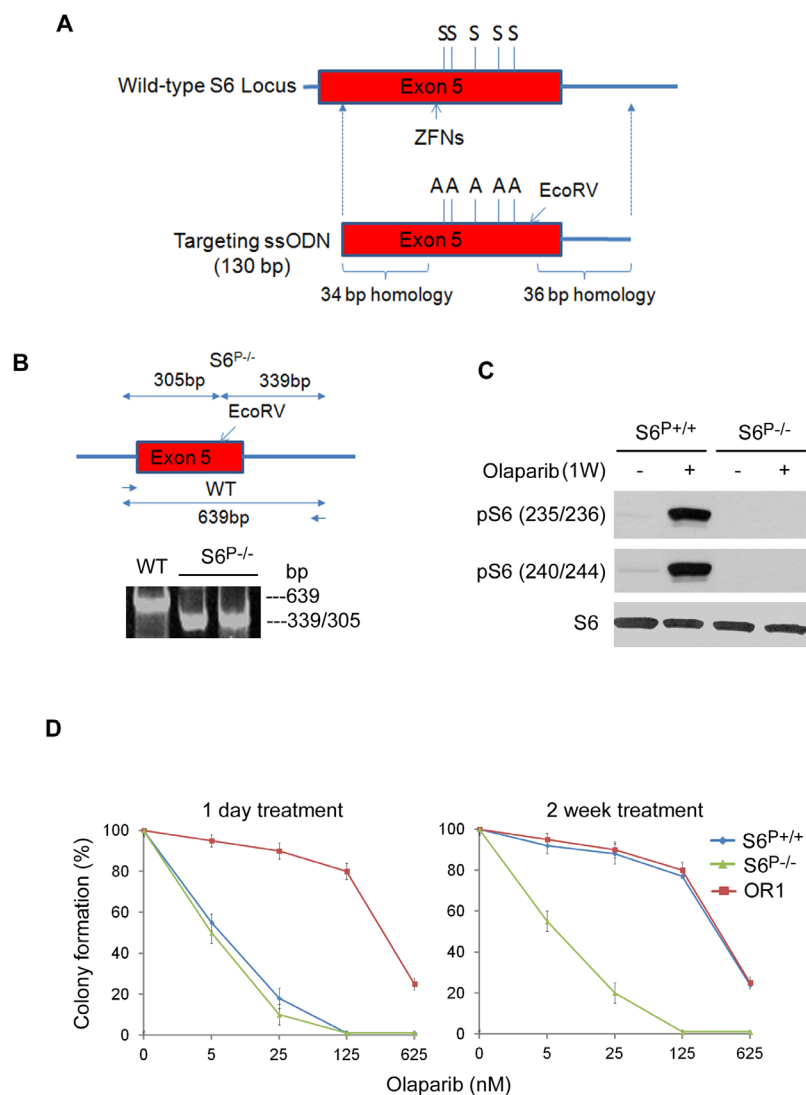 A
SS S S S
Wild-type S6 Locus
Exon 5
ZFNs
AA A AA
EcoRV
Targeting ssODN
(130 bp)
Exon 5
34 bp homology
36 bp homology
B
S6P-/-
305bp
339bp
EcoRV
Exon 5
WT
639bp
WT
S6P-/-
bp
---639
---339/305
C
S6P+/+
S6P-/-
Olaparib (1W) - + - +
pS6 (235/236)
pS6 (240/244)
S6
D
1 day treatment
2 week treatment
Colony formation (%)
100
80
60
40
20
0
0 5 25 125 625
100
80
60
40
20
0
0 5 25 125 625
S6P+/+
S6P-/-
OR1
Olaparib (nM)